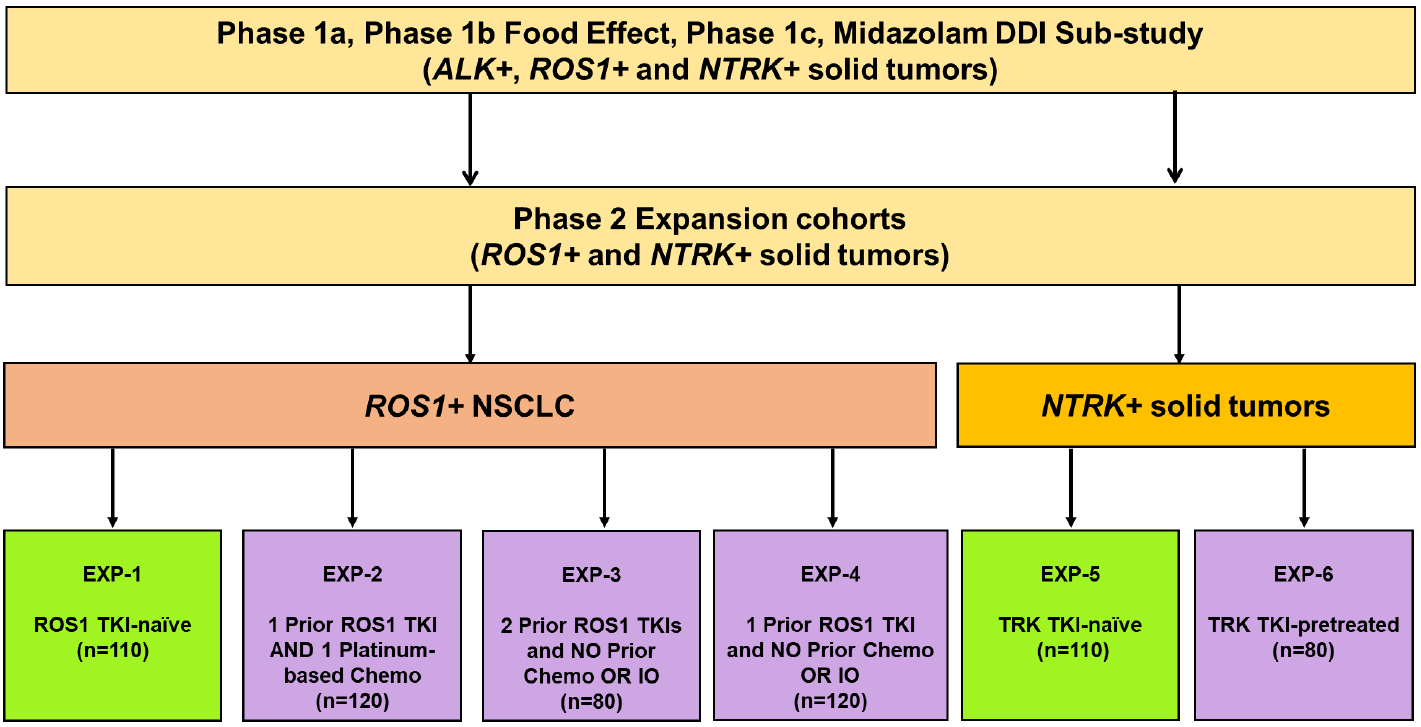 Phase 1a, Phase 1b Food Effect, Phase 1c, Midazolam DDI Sub-study
(ALK+, ROS1+ and NTRK+ solid tumors)
Phase 2 Expansion cohorts
(ROS1+ and NTRK+ solid tumors)
ROS1+ NSCLC
NTRK+ solid tumors
EXP-1
ROS1 TKI-naïve
(n=110)
EXP-2
1 Prior ROS1 TKI
AND 1 Platinum-
based Chemo
(n=120)
EXP-3
2 Prior ROS1 TKIs
and NO Prior
Chemo OR IO
(n=80)
EXP-4
1 Prior ROS1 TKI
and NO Prior Chemo
OR IO
(n=120)
EXP-5
TRK TKI-naïve
(n=110)
EXP-6
TRK TKI-pretreated
(n=80)